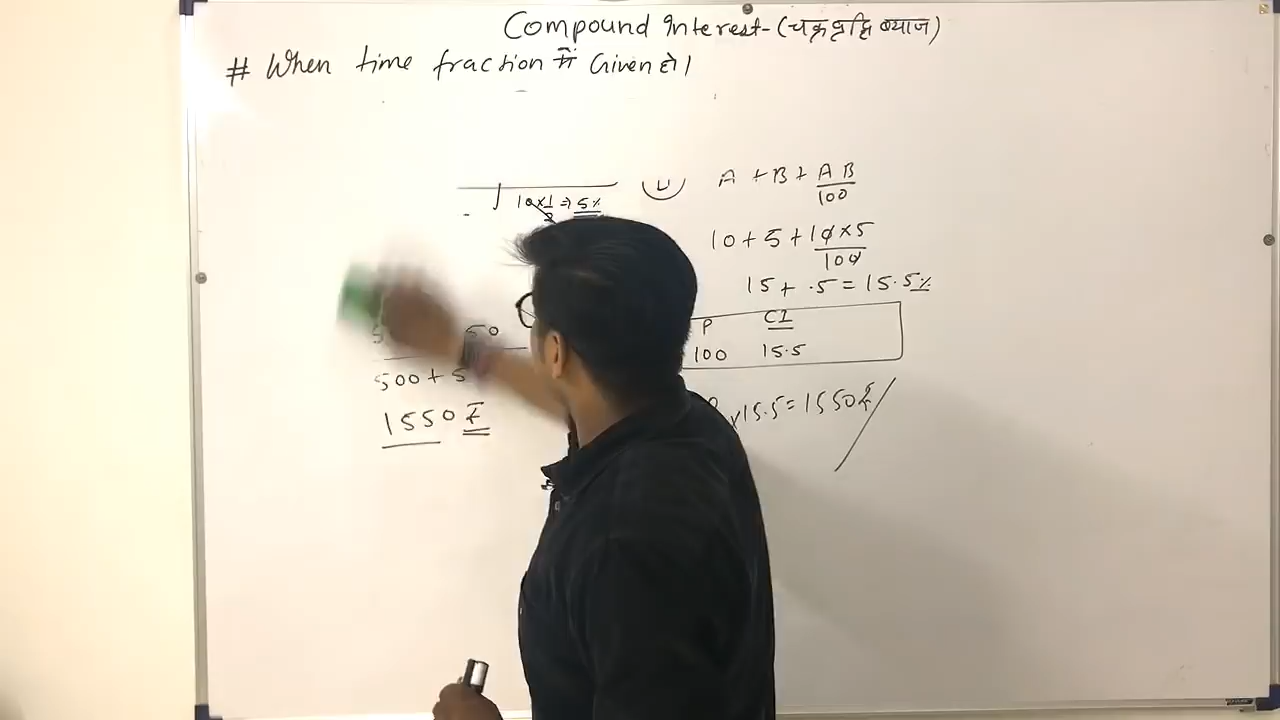 Compound Interest-(चक्रवृद्धि ब्याज)
# When time fraction में Given हो।
10×1/2 ⇒ 5%
A + B + AB/100
10 + 5 + 10×5/100
15 + .5 = 15.5%
P CI
100 15.5
×15.5 = 1550₹
50
500 + 5
1550 ₹